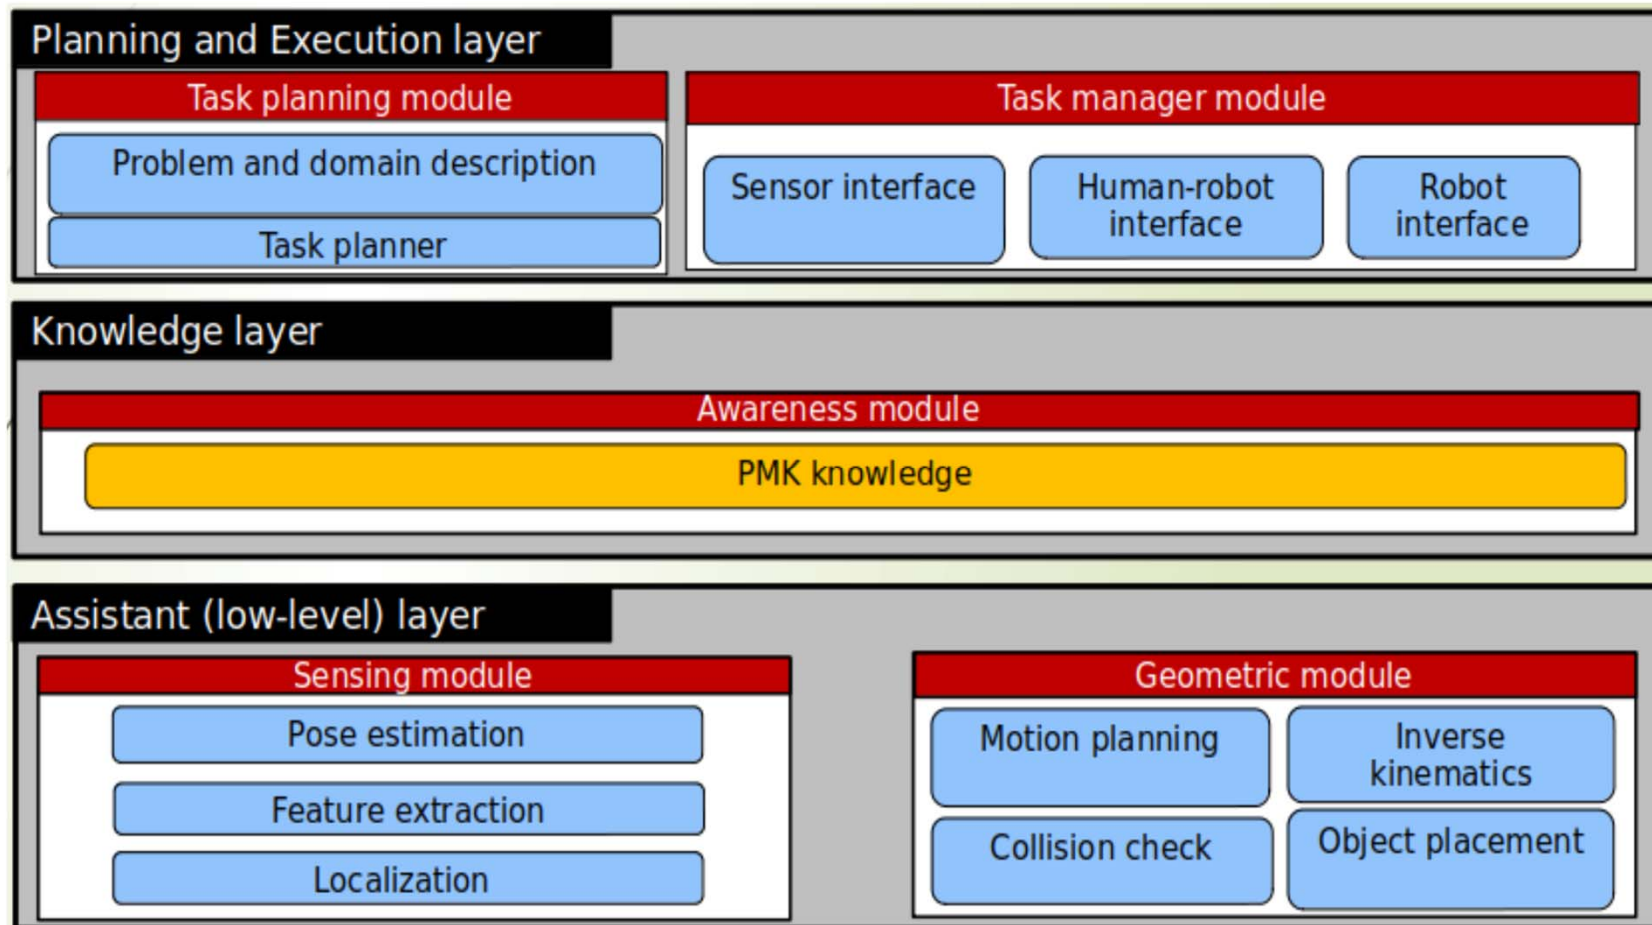 Planning and Execution layer
Task planning module
Problem and domain description
Task planner
Task manager module
Sensor interface
Human-robot
interface
Robot
interface
Knowledge layer
Awareness module
PMK knowledge
Assistant (low-level) layer
Sensing module
Pose estimation
Feature extraction
Localization
Geometric module
Motion planning
Inverse
kinematics
Collision check
Object placement